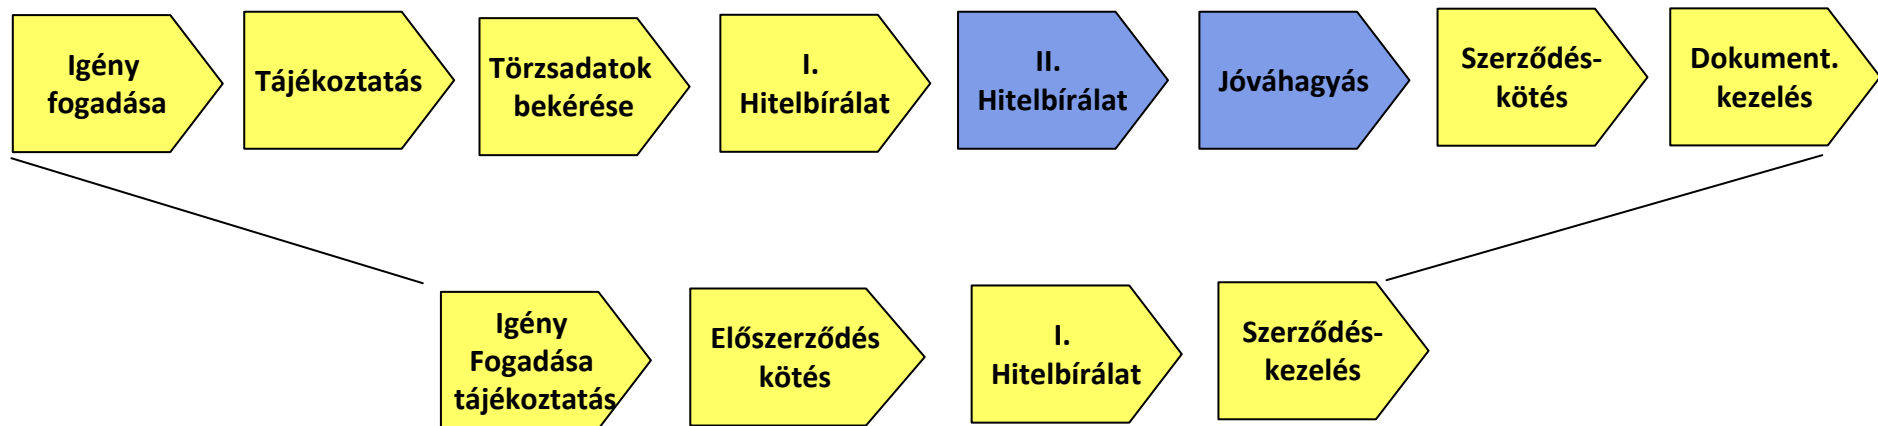 Igény
fogadása
Tájékoztatás
Törzsadatok
bekérése
I.
Hitelbírálat
II.
Hitelbírálat
Jóváhagyás
Szerződés-
kötés
Dokument.
kezelés
Igény
Fogadása
tájékoztatás
Előszerződés
kötés
I.
Hitelbírálat
Szerződés-
kezelés